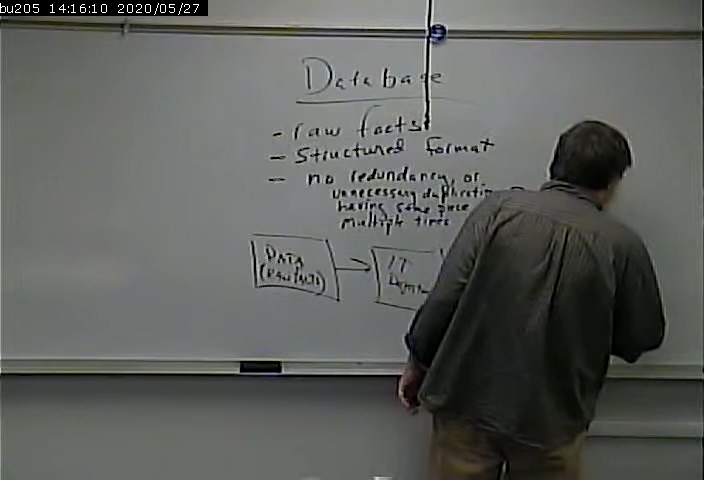 bu205 14:16:10 2020/05/27
Database
- raw facts
- Structured format
- no redundancy, or
unnecessary duplication
having same piece
multiple times
DATA
(RAW FACTS)
IT